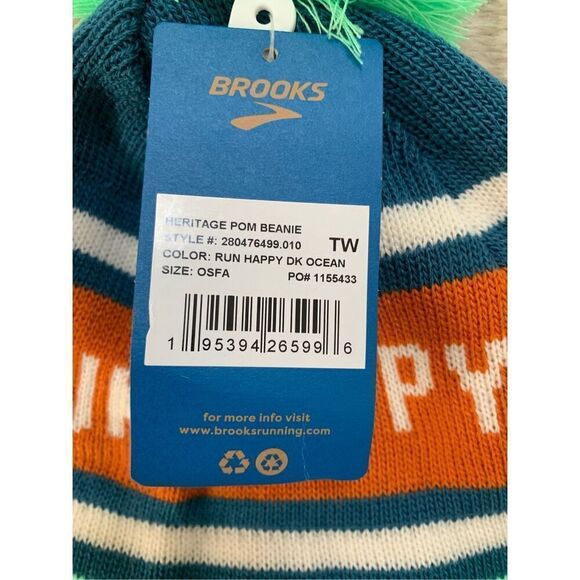 BROOKS
HERITAGE POM BEANIE
STYLE #: 280476499.010 TW
COLOR: RUN HAPPY DK OCEAN
SIZE: OSFA PO# 1155433
1 95394 26599 6
PY
for more info visit
www.brooksrunning.com